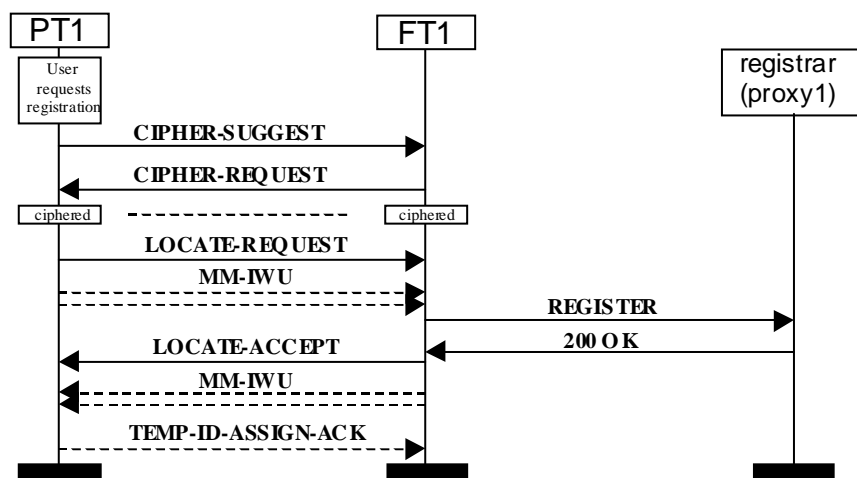 PT1
FT1
registrar
(proxy1)
User
requests
registration
CIPHER-SUGGEST
CIPHER-REQUEST
ciphered
ciphered
LOCATE-REQUEST
MM-IWU
REGISTER
200 OK
LOCATE-ACCEPT
MM-IWU
TEMP-ID-ASSIGN-ACK